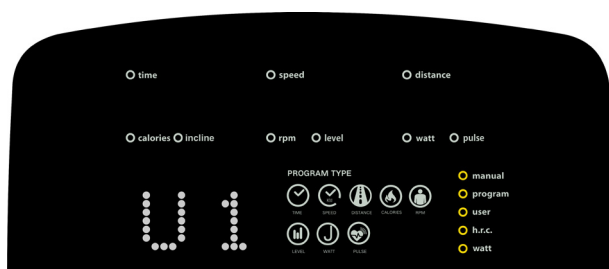 time speed distance
calories incline rpm level watt pulse
PROGRAM TYPE
manual
program
user
h.r.c.
watt
TIME SPEED DISTANCE CALORIES RPM
LEVEL WATT PULSE
U 1